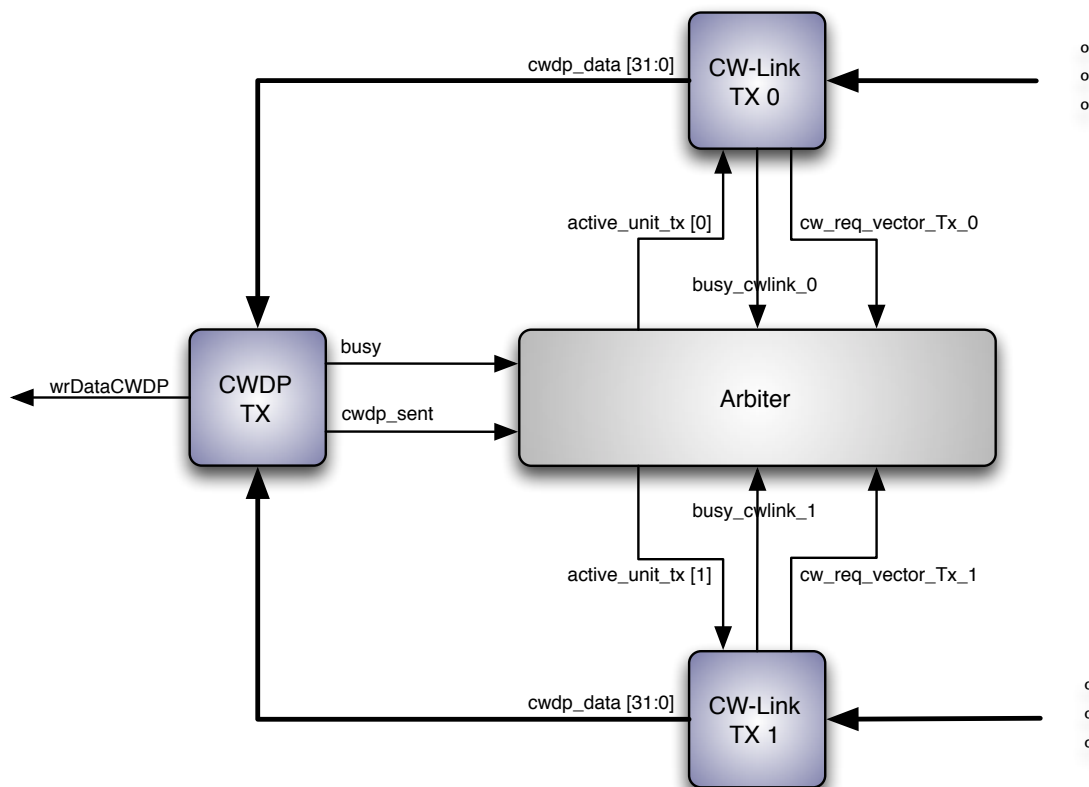 cwdp_data [31:0]
CW-Link
TX 0
active_unit_tx [0]
cw_req_vector_Tx_0
busy_cwlink_0
wrDataCWDP
CWDP
TX
busy
cwdp_sent
Arbiter
busy_cwlink_1
active_unit_tx [1]
cw_req_vector_Tx_1
cwdp_data [31:0]
CW-Link
TX 1